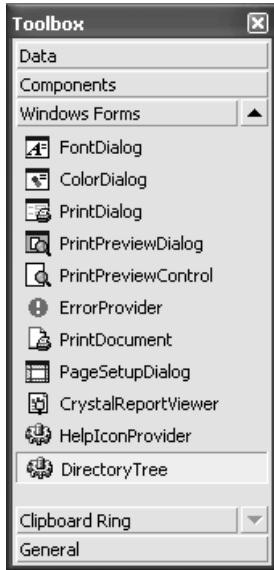 Toolbox
Data
Components
Windows Forms
FontDialog
ColorDialog
PrintDialog
PrintPreviewDialog
PrintPreviewControl
ErrorProvider
PrintDocument
PageSetupDialog
CrystalReportViewer
HelpIconProvider
DirectoryTree
Clipboard Ring
General